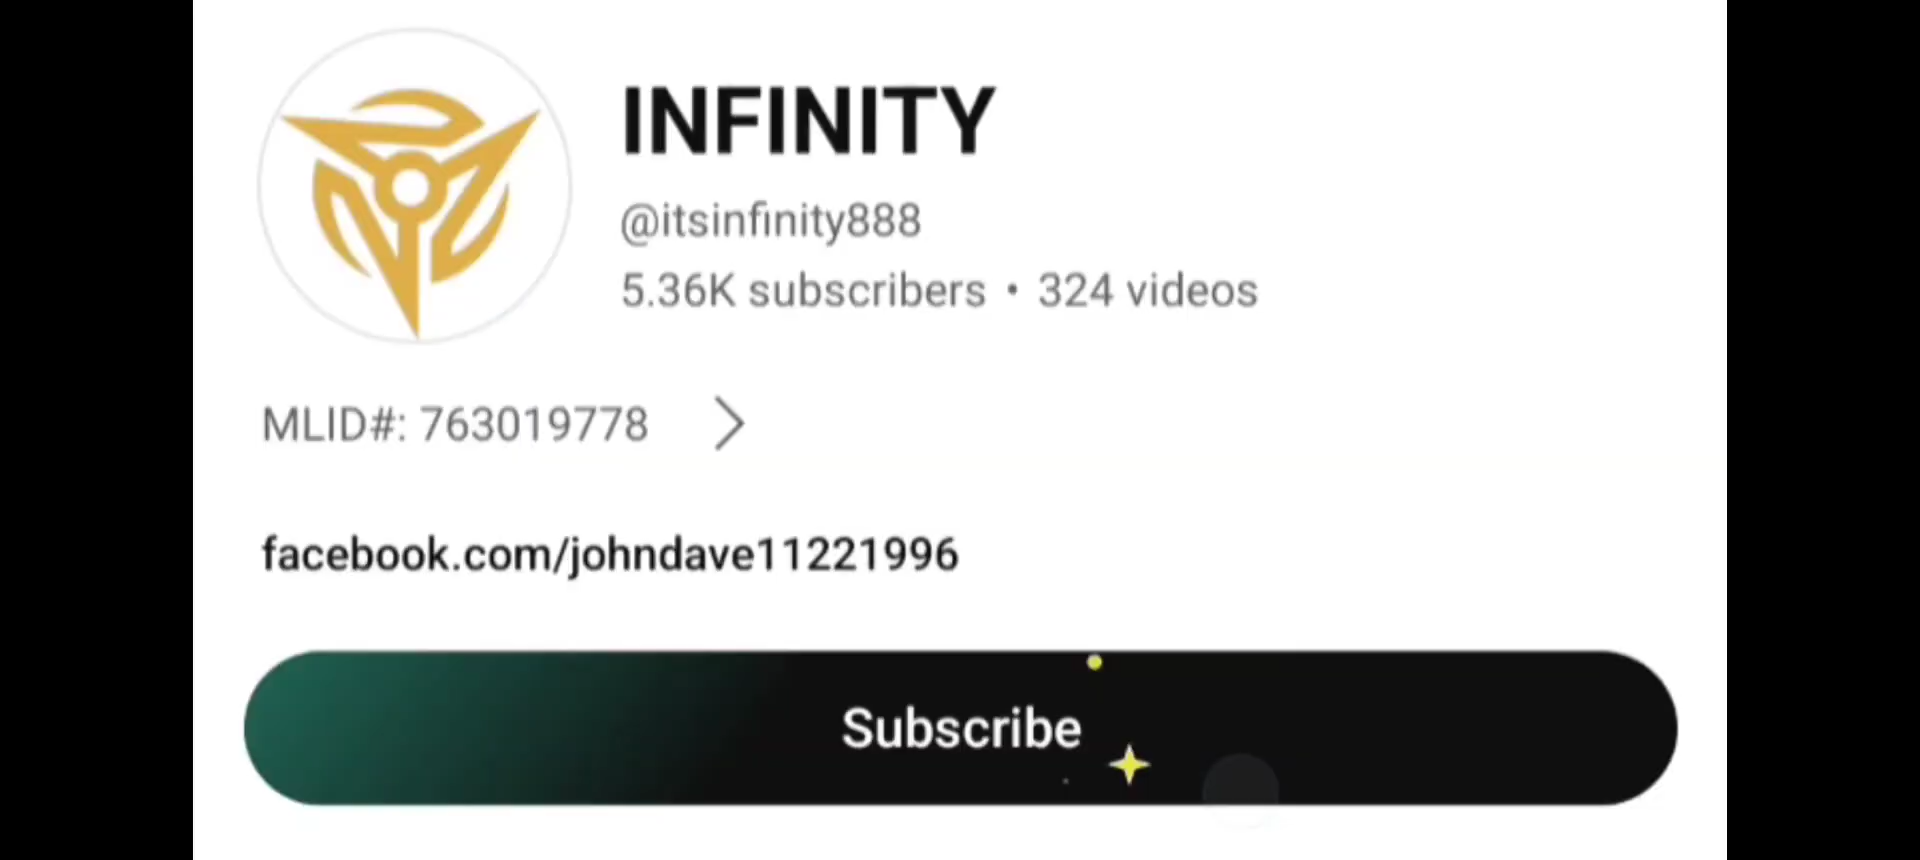 INFINITY
@itsinfinity888
5.36K subscribers • 324 videos
MLID#: 763019778
facebook.com/johndave11221996
Subscribe